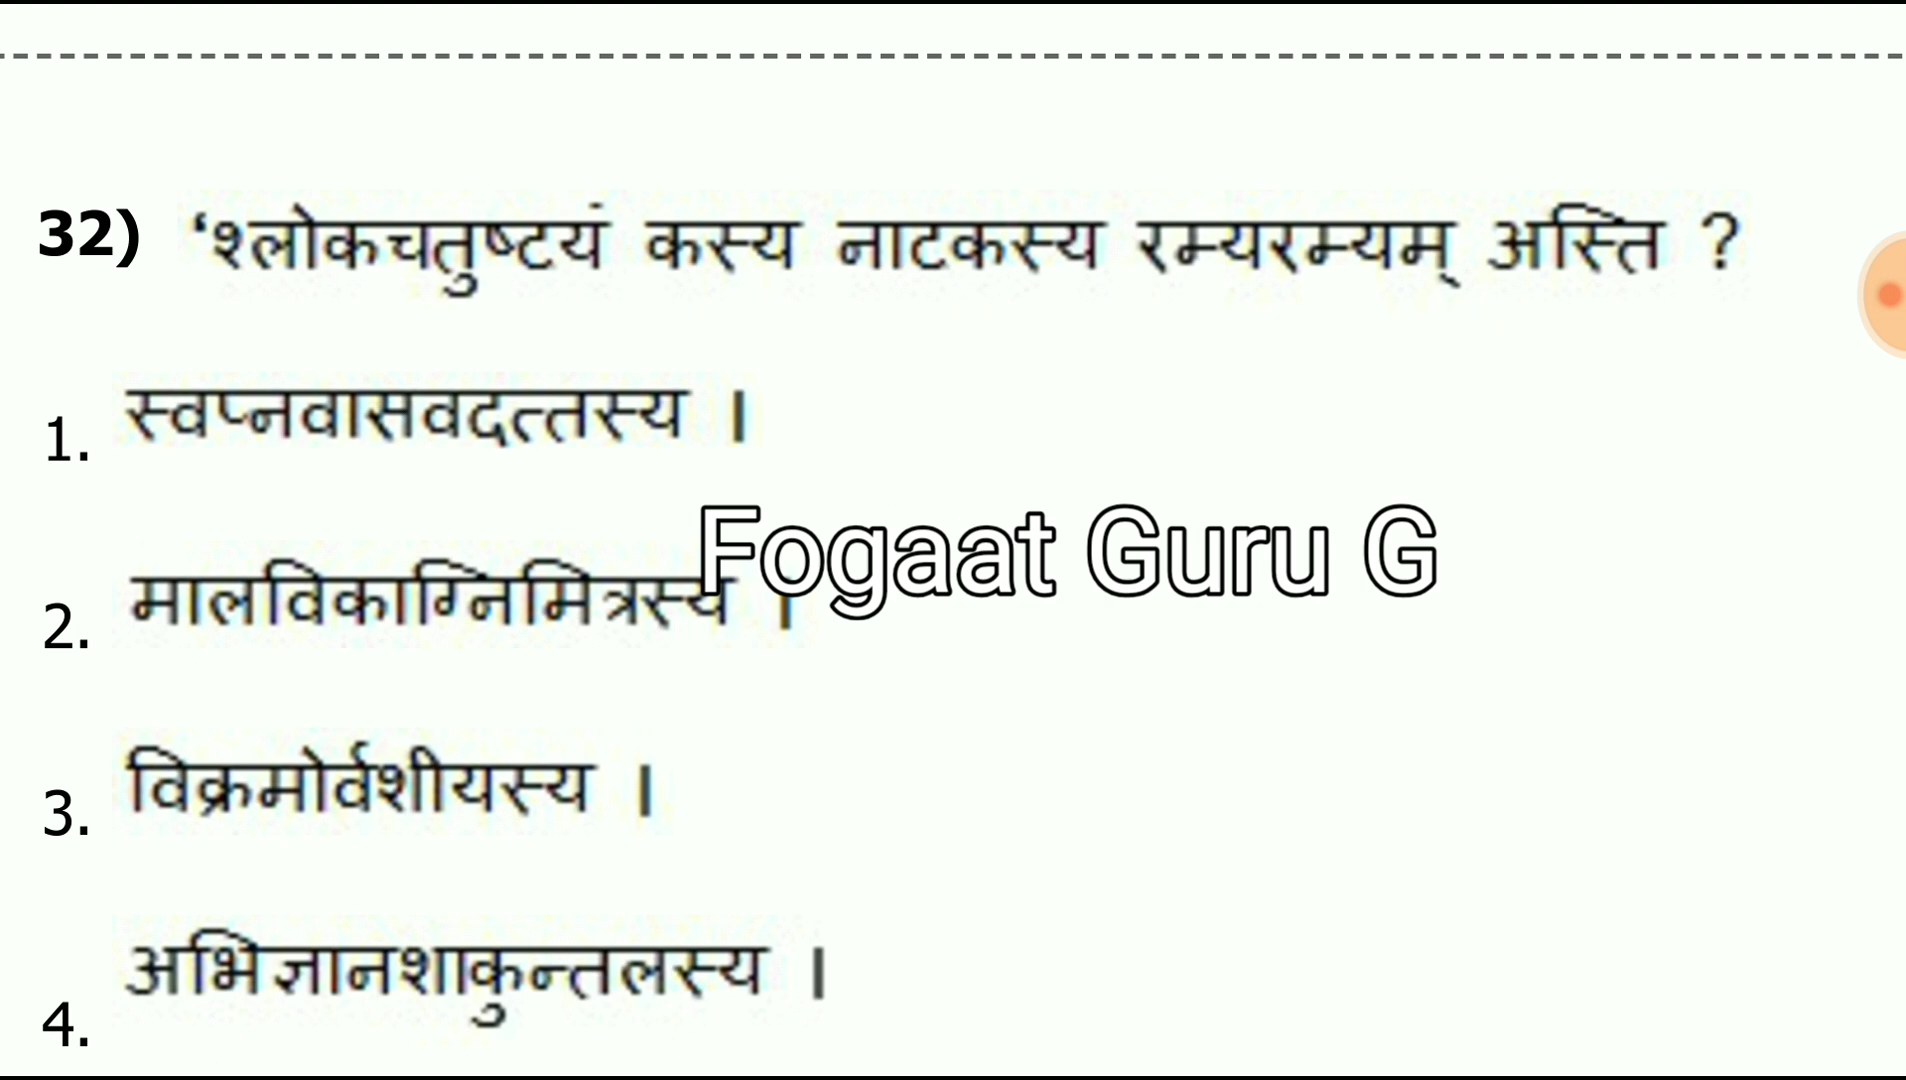 32) ‘श्लोकचतुष्टयं कस्य नाटकस्य रम्यरम्यम् अस्ति ?
1. स्वप्नवासवदत्तस्य ।
Fogaat Guru G
2. मालविकाग्निमित्रस्य ।
3. विक्रमोर्वशीयस्य ।
4. अभिज्ञानशाकुन्तलस्य ।